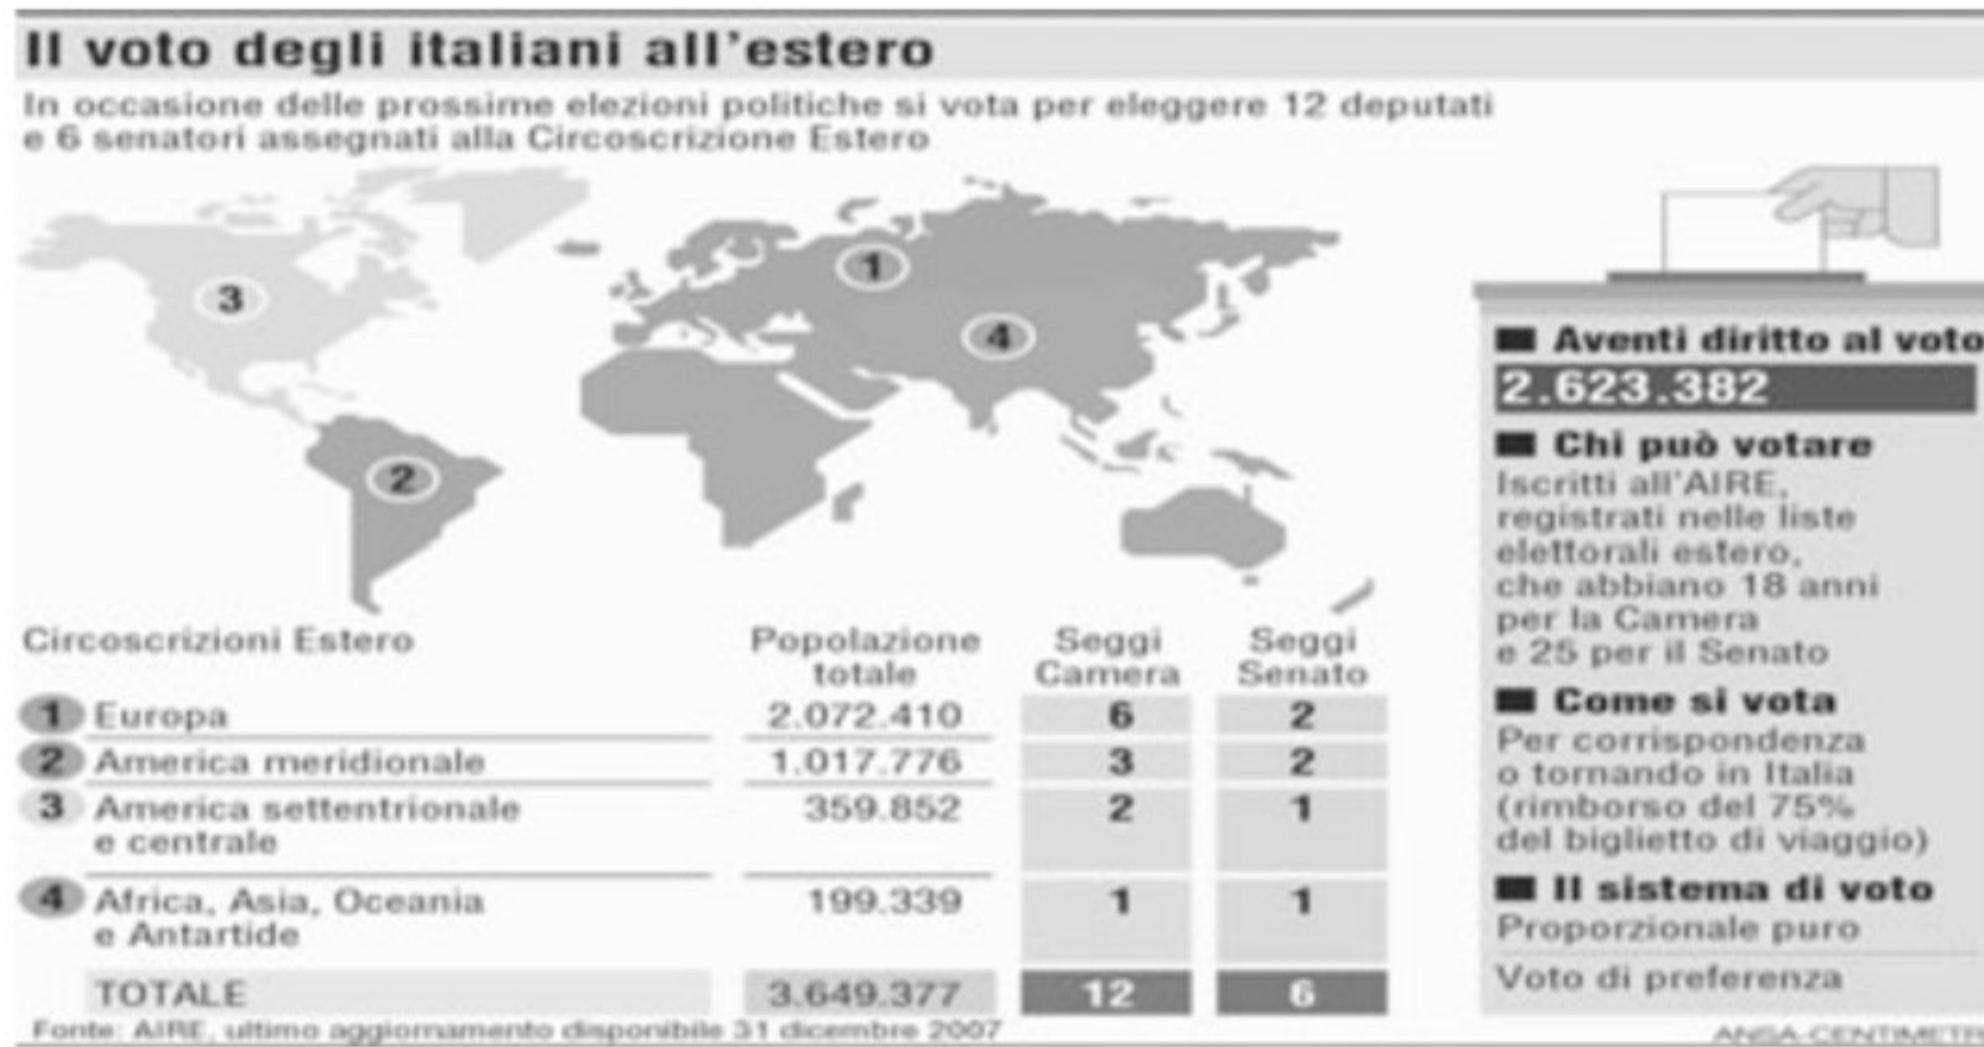 Il voto degli italiani all'estero
In occasione delle prossime elezioni politiche si vota per eleggere 12 deputati
e 6 senatori assegnati alla Circoscrizione Estero
3
1
4
2
Circoscrizioni Estero Popolazione totale Seggi Camera Seggi Senato
1 Europa 2.072.410 6 2
2 America meridionale 1.017.776 3 2
3 America settentrionale 359.852 2 1
e centrale
4 Africa, Asia, Oceania 199.339 1 1
e Antartide
TOTALE 3.649.377 12 6
Fonte: AIRE, ultimo aggiornamento disponibile 31 dicembre 2007
Aventi diritto al voto
2.623.382
Chi può votare
Iscritti all'AIRE,
registrati nelle liste
elettorali estero,
che abbiano 18 anni
per la Camera
e 25 per il Senato
Come si vota
Per corrispondenza
o tornando in Italia
(rimborso del 75%
del biglietto di viaggio)
Il sistema di voto
Proporzionale puro
Voto di preferenza
ANSA-CENTIMETR